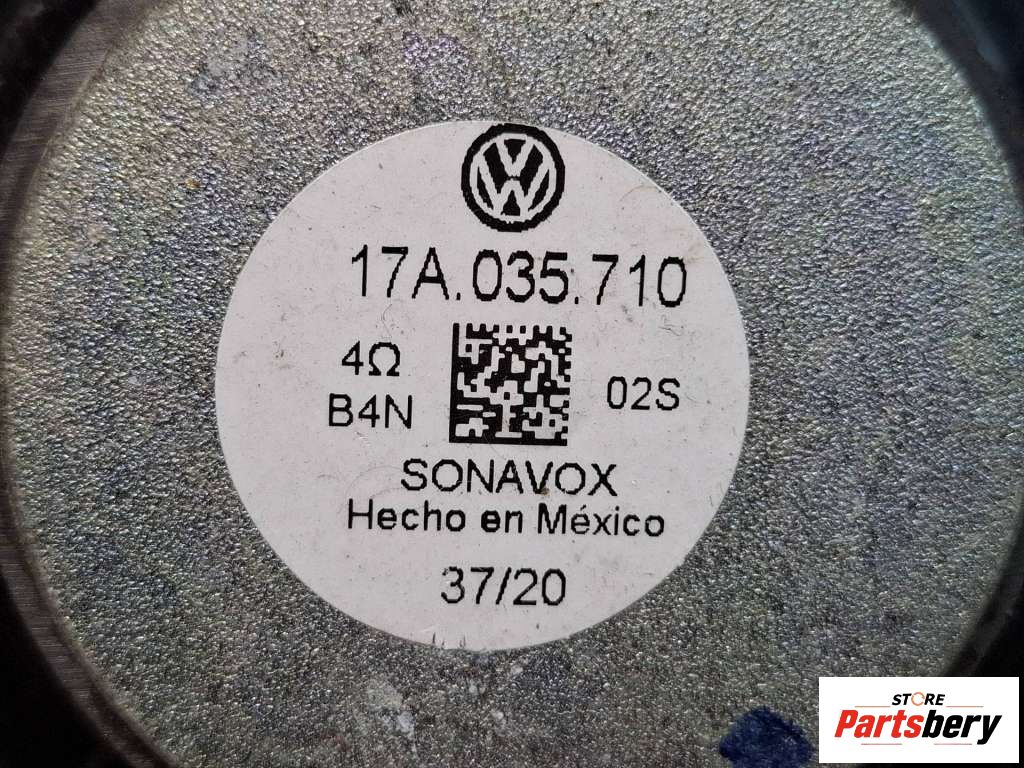 17A.035.710
4Ω
B4N
02S
SONAVOX
Hecho en México
37/20
STORE
Partsbery